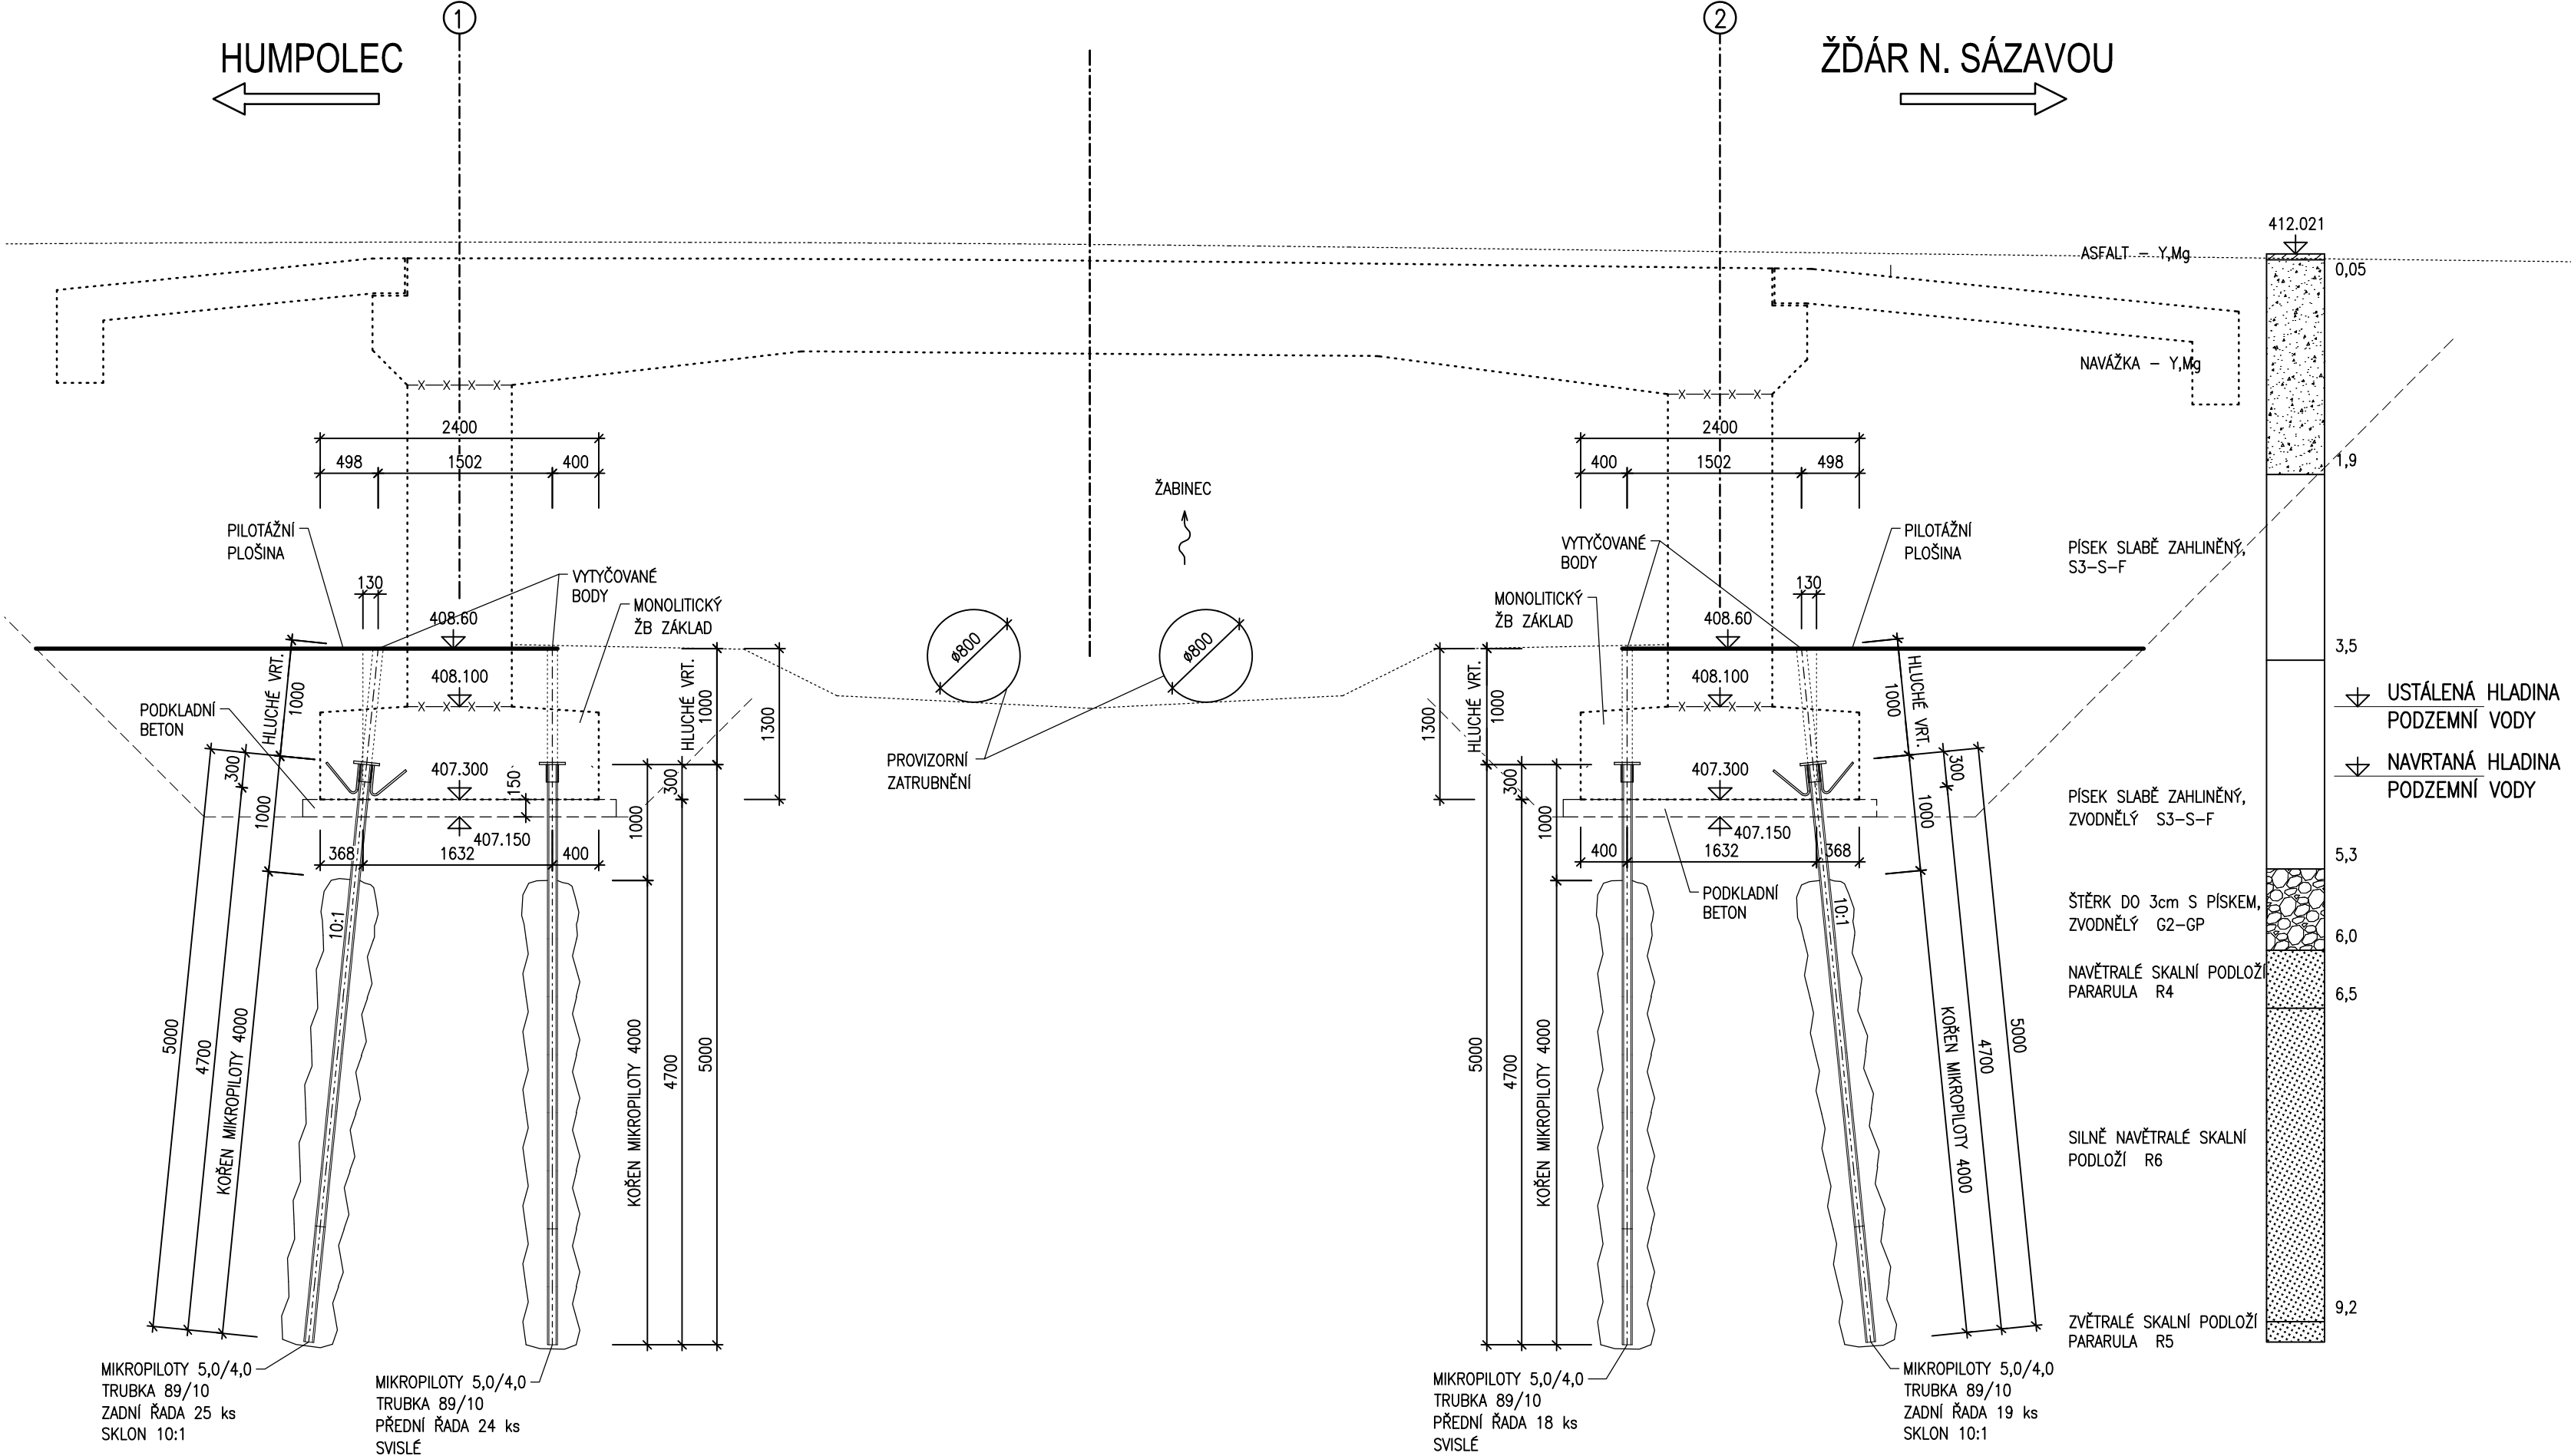 1
2
HUMPOLEC
ŽĎÁR N. SÁZAVOU
412.021
ASFALT - Y,Mg
0,05
NAVÁŽKA - Y,Mg
1,9
2400
498
1502
400
2400
400
1502
498
ŽABINEC
PILOTÁŽNÍ
PLOŠINA
130
VYTYČOVANÉ
BODY
MONOLITICKÝ
ŽB ZÁKLAD
408.60
408.100
407.300
407.150
150
PODKLADNÍ
BETON
HLUCHÉ VRT.
1000
300
1000
368
1632
400
10:1
5000
4700
KOŘEN MIKROPILOTY 4000
HLUCHÉ VRT.
1000
1300
300
1000
KOŘEN MIKROPILOTY 4000
4700
5000
MIKROPILOTY 5,0/4,0
TRUBKA 89/10
ZADNÍ ŘADA 25 ks
SKLON 10:1
MIKROPILOTY 5,0/4,0
TRUBKA 89/10
PŘEDNÍ ŘADA 24 ks
SVISLÉ
ø800
ø800
PROVIZORNÍ
ZATRUBNĚNÍ
VYTYČOVANÉ
BODY
MONOLITICKÝ
ŽB ZÁKLAD
130
PILOTÁŽNÍ
PLOŠINA
408.60
408.100
407.300
407.150
1300
HLUCHÉ VRT.
1000
300
1000
400
1632
368
PODKLADNÍ
BETON
5000
4700
KOŘEN MIKROPILOTY 4000
HLUCHÉ VRT.
1000
300
1000
10:1
KOŘEN MIKROPILOTY 4000
4700
5000
MIKROPILOTY 5,0/4,0
TRUBKA 89/10
PŘEDNÍ ŘADA 18 ks
SVISLÉ
MIKROPILOTY 5,0/4,0
TRUBKA 89/10
ZADNÍ ŘADA 19 ks
SKLON 10:1
PÍSEK SLABĚ ZAHLINĚNÝ,
S3-S-F
3,5
USTÁLENÁ HLADINA
PODZEMNÍ VODY
NAVRTANÁ HLADINA
PODZEMNÍ VODY
PÍSEK SLABĚ ZAHLINĚNÝ,
ZVODNĚLÝ S3-S-F
5,3
ŠTĚRK DO 3cm S PÍSKEM,
ZVODNĚLÝ G2-GP
6,0
NAVĚTRALÉ SKALNÍ PODLOŽÍ
PARARULA R4
6,5
SILNĚ NAVĚTRALÉ SKALNÍ
PODLOŽÍ R6
9,2
ZVĚTRALÉ SKALNÍ PODLOŽÍ
PARARULA R5